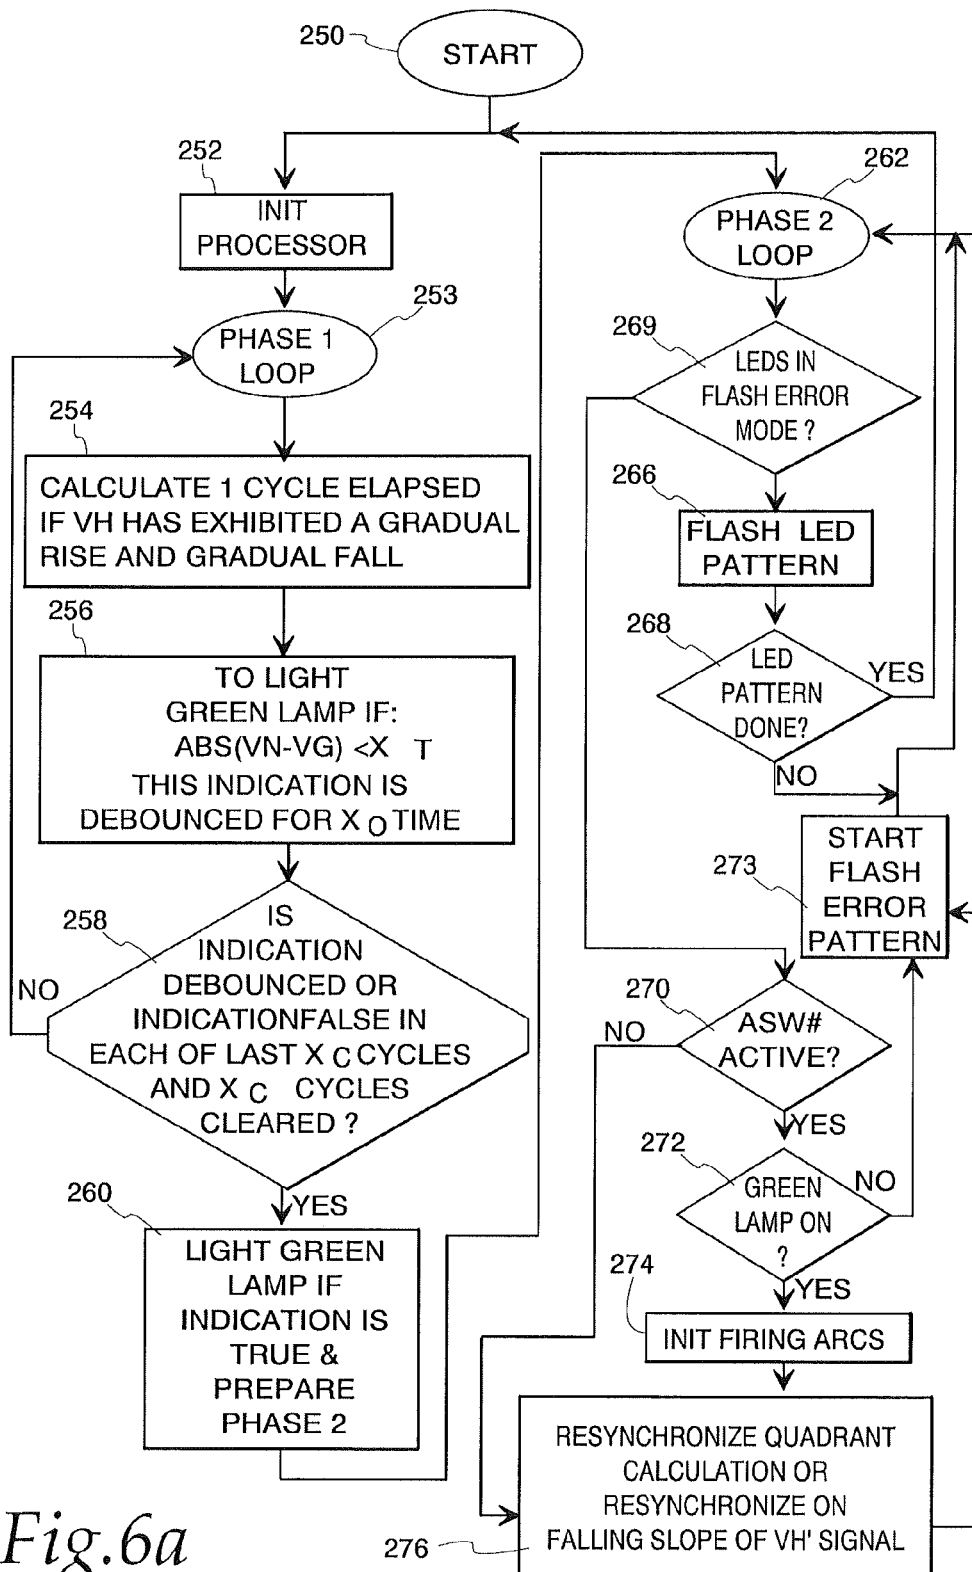 250
START
252
INIT
PROCESSOR
253
PHASE 1
LOOP
254
CALCULATE 1 CYCLE ELAPSED
IF VH HAS EXHIBITED A GRADUAL
RISE AND GRADUAL FALL
256
TO LIGHT
GREEN LAMP IF:
ABS(VN-VG) <X T
THIS INDICATION IS
DEBOUNCED FOR X O TIME
258
IS
INDICATION
DEBOUNCED OR
INDICATIONFALSE IN
EACH OF LAST X C CYCLES
AND X C CYCLES
CLEARED ?
NO
YES
260
LIGHT GREEN
LAMP IF
INDICATION IS
TRUE &
PREPARE
PHASE 2
262
PHASE 2
LOOP
269
LEDS IN
FLASH ERROR
MODE ?
266
FLASH LED
PATTERN
268
LED
PATTERN
DONE?
YES
NO
273
START
FLASH
ERROR
PATTERN
270
ASW#
ACTIVE?
NO
YES
272
GREEN
LAMP ON
?
NO
YES
274
INIT FIRING ARCS
RESYNCHRONIZE QUADRANT
CALCULATION OR
RESYNCHRONIZE ON
FALLING SLOPE OF VH' SIGNAL
276
Fig.6a